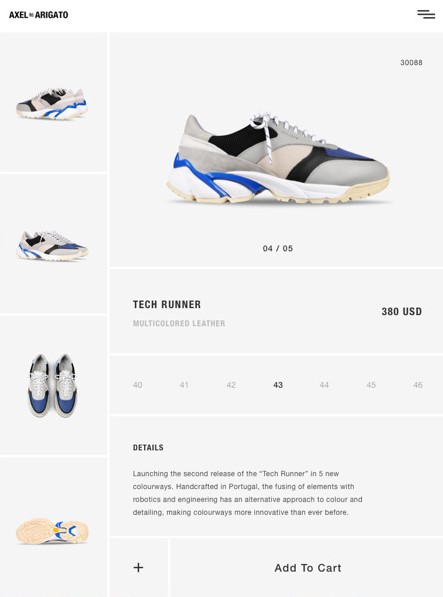 AXEL BY ARIGATO
30088
04 / 05
TECH RUNNER
380 USD
MULTICOLORED LEATHER
40 41 42 43 44 45 46
DETAILS
Launching the second release of the “Tech Runner” in 5 new
colourways. Handcrafted in Portugal, the fusing of elements with
robotics and engineering has an alternative approach to colour and
detailing, making colourways more innovative than ever before.
+ Add To Cart